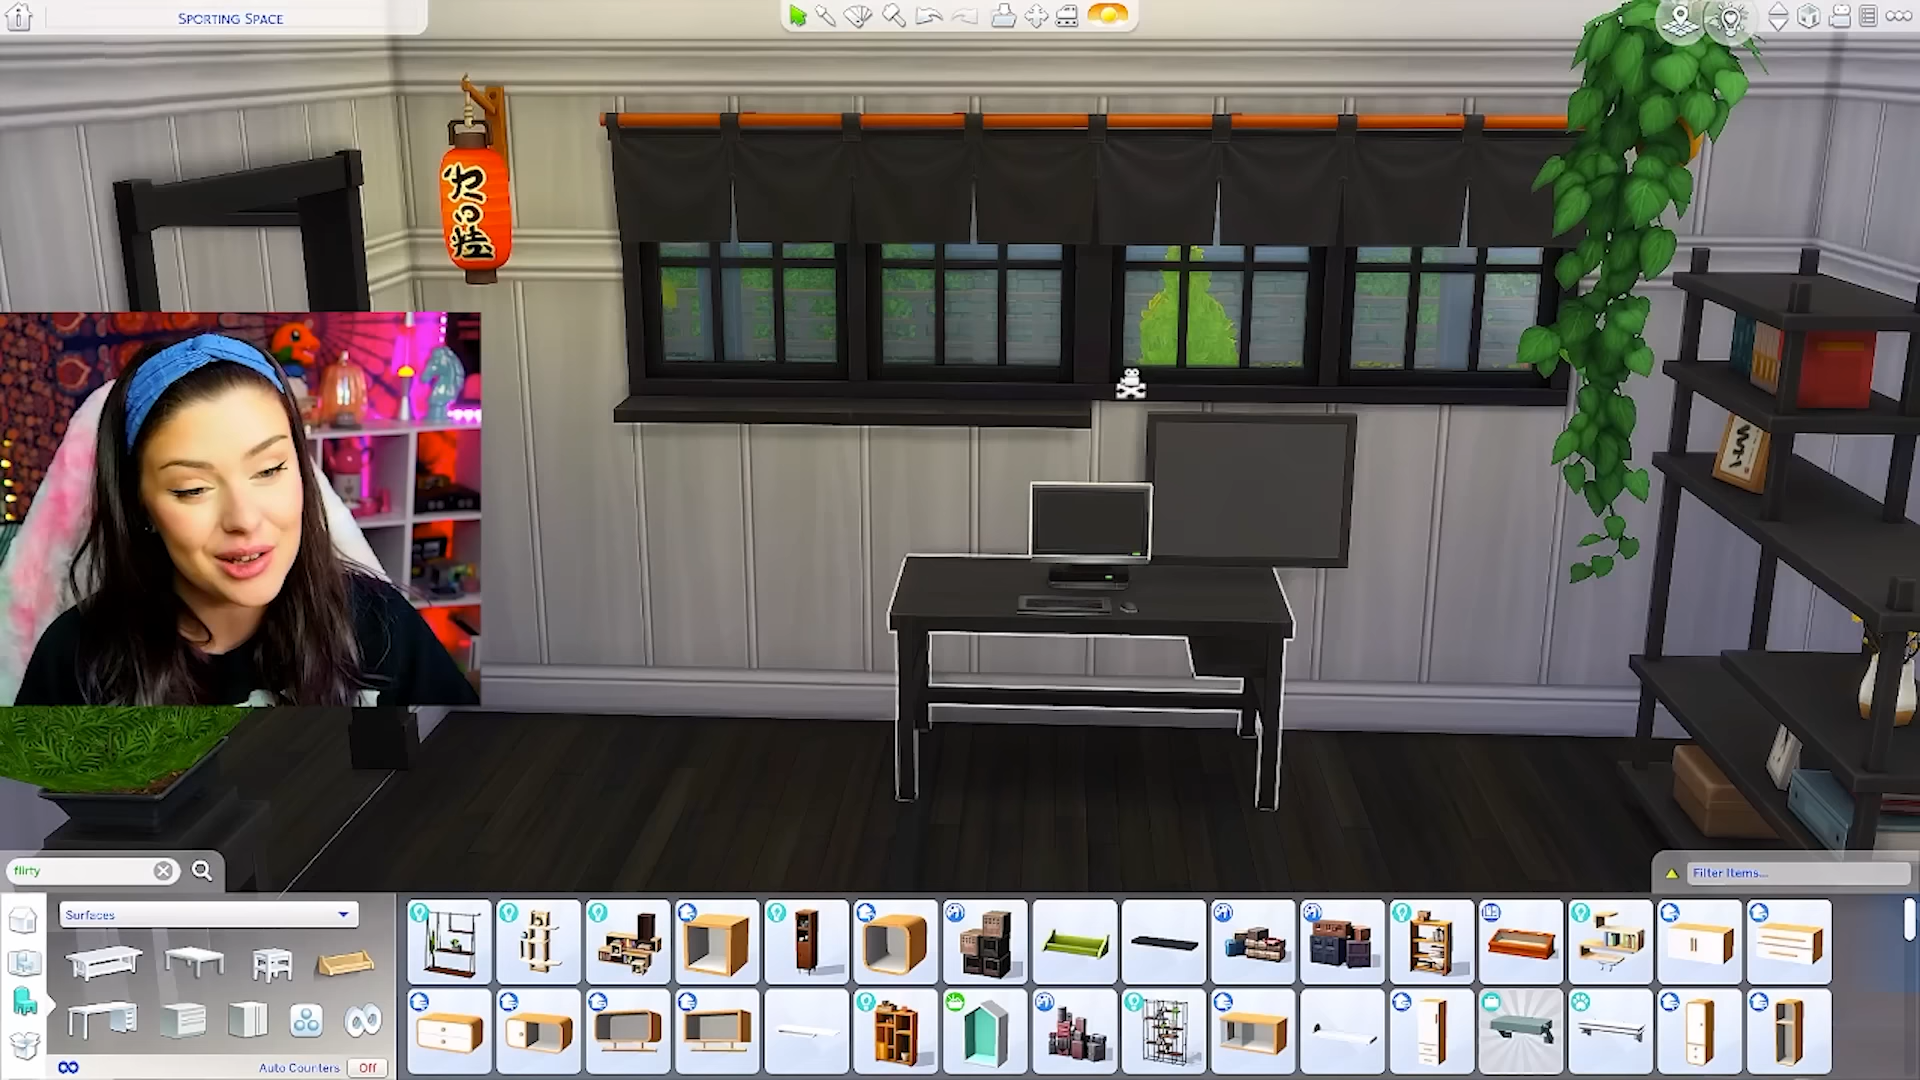 SPORTING SPACE
flirty
Filter Items...
Surfaces
Auto Counters
Off